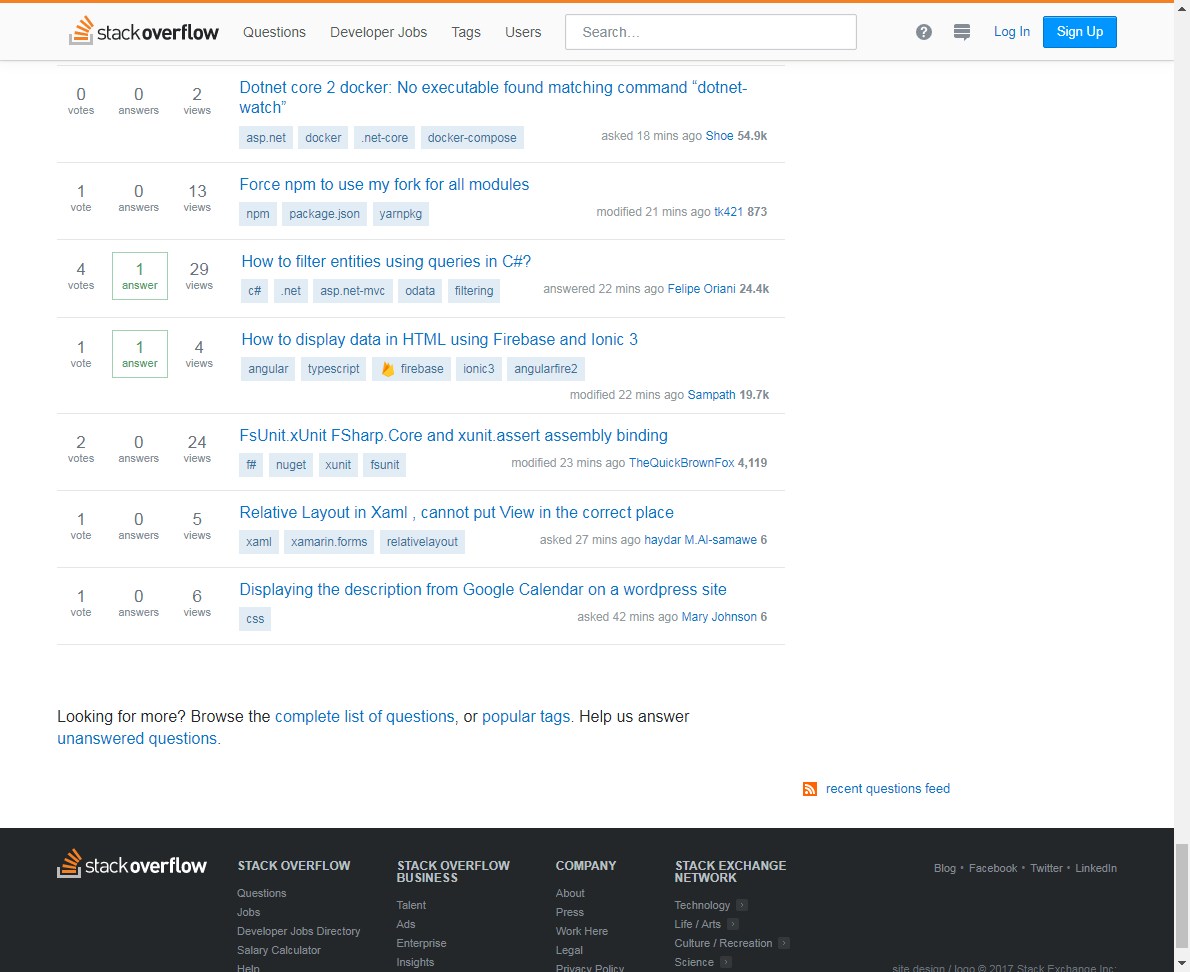 stack overflow Questions Developer Jobs Tags Users Search... Log In Sign Up
0 votes 0 answers 2 views
Dotnet core 2 docker: No executable found matching command “dotnet-
watch”
asp.net docker .net-core docker-compose
asked 18 mins ago Shoe 54.9k
1 vote 0 answers 13 views
Force npm to use my fork for all modules
npm package.json yarnpkg
modified 21 mins ago tk421 873
4 votes 1 answer 29 views
How to filter entities using queries in C#?
c# .net asp.net-mvc odata filtering
answered 22 mins ago Felipe Oriani 24.4k
1 vote 1 answer 4 views
How to display data in HTML using Firebase and Ionic 3
angular typescript firebase ionic3 angularfire2
modified 22 mins ago Sampath 19.7k
2 votes 0 answers 24 views
FsUnit.xUnit FSharp.Core and xunit.assert assembly binding
f# nuget xunit fsunit
modified 23 mins ago TheQuickBrownFox 4,119
1 vote 0 answers 5 views
Relative Layout in Xaml , cannot put View in the correct place
xaml xamarin.forms relativelayout
asked 27 mins ago haydar M.Al-samawe 6
1 vote 0 answers 6 views
Displaying the description from Google Calendar on a wordpress site
css
asked 42 mins ago Mary Johnson 6
Looking for more? Browse the complete list of questions, or popular tags. Help us answer
unanswered questions.
recent questions feed
stack overflow
STACK OVERFLOW
Questions
Jobs
Developer Jobs Directory
Salary Calculator
Help
STACK OVERFLOW
BUSINESS
Talent
Ads
Enterprise
Insights
COMPANY
About
Press
Work Here
Legal
Privacy Policy
STACK EXCHANGE
NETWORK
Technology
Life / Arts
Culture / Recreation
Science
Blog • Facebook • Twitter • LinkedIn
site design / logo © 2017 Stack Exchange Inc;